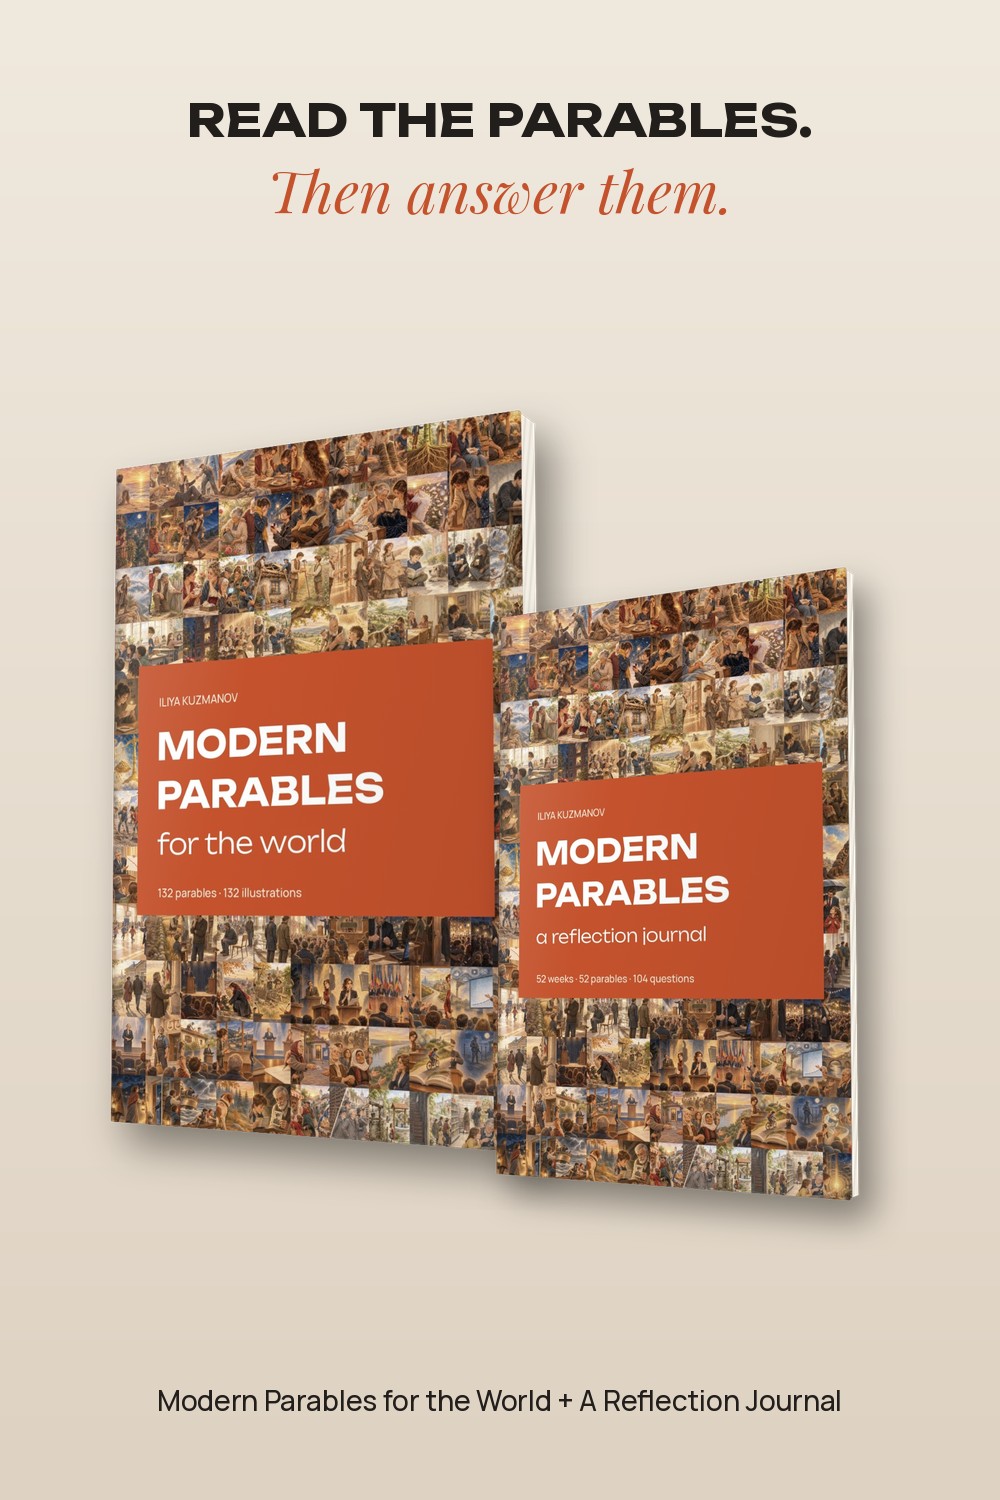 READ THE PARABLES.
Then answer them.
ILIYA KUZMANOV
MODERN
PARABLES
for the world
132 parables · 132 illustrations
ILIYA KUZMANOV
MODERN
PARABLES
a reflection journal
52 weeks · 52 parables · 104 questions
Modern Parables for the World + A Reflection Journal